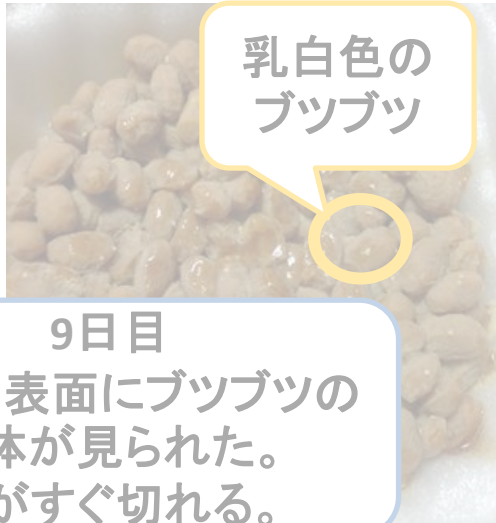 乳白色の
ブツブツ
9日目
表面にブツブツの
体が見られた。
がすぐ切れる。